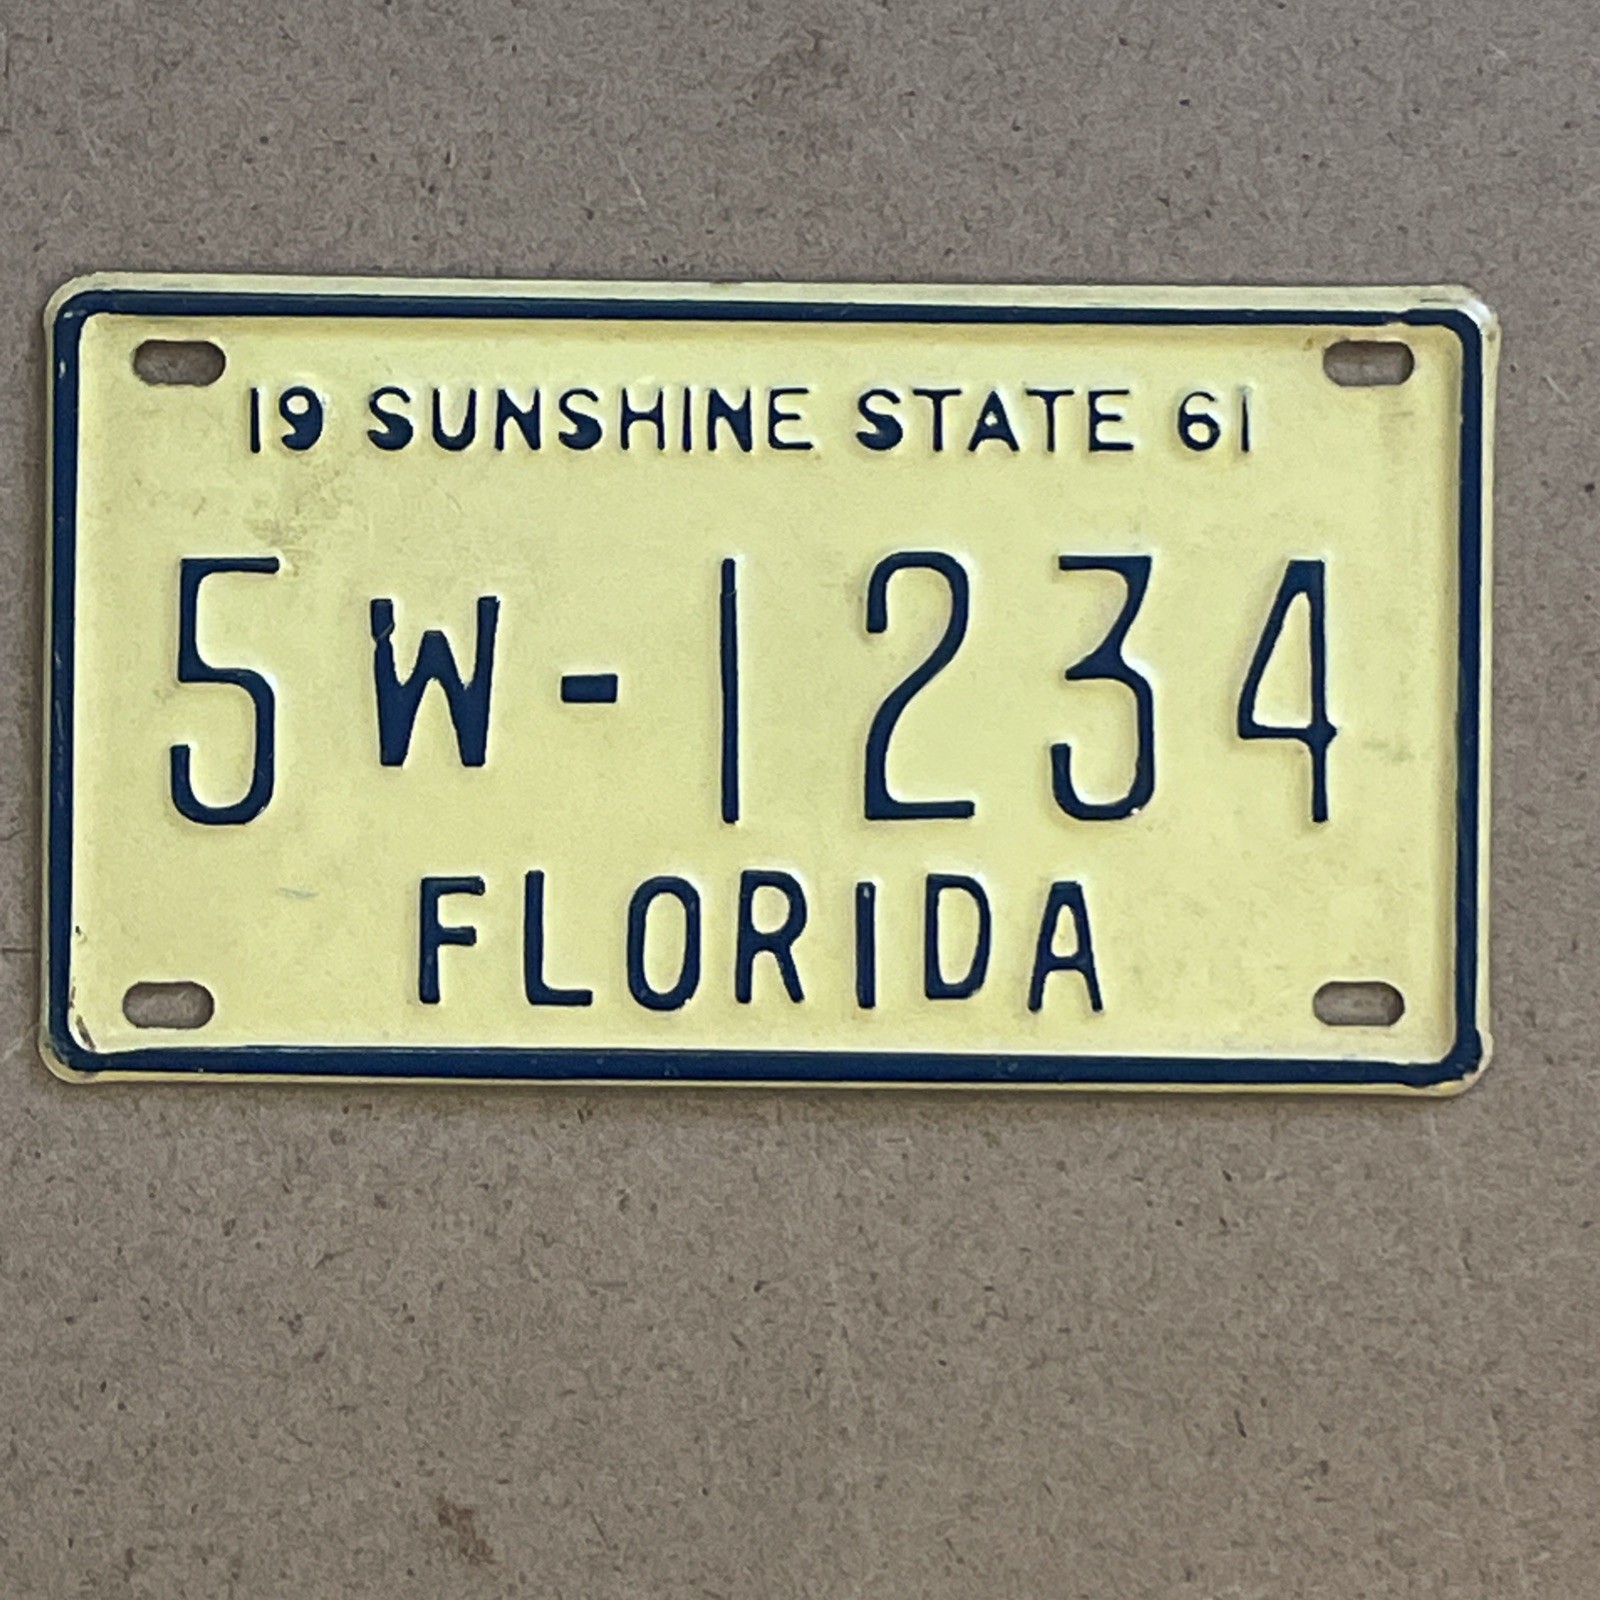 19 SUNSHINE STATE 61
5W-1234
FLORIDA